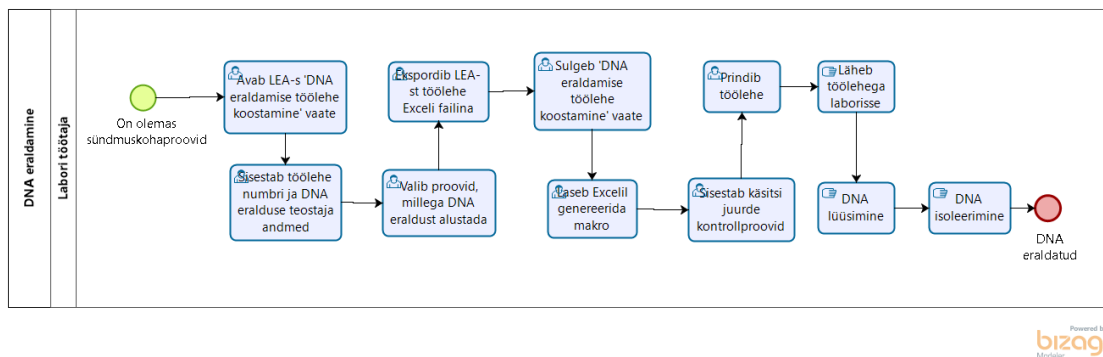 DNA eraldamine
Labori töötaja
On olemas
sündmuskohaproovid
Avab LEA-s 'DNA
eraldamise töölehe
koostamine' vaate
Sisestab töölehe
numbri ja DNA
eralduse teostaja
andmed
Valib proovid,
millega DNA
eraldust alustada
Ekspordib LEA-
st töölehe
Exceli failina
Sulgeb 'DNA
eraldamise
töölehe
koostamine' vaate
Laseb Excelil
genereerida
makro
Sisestab käsitsi
juurde
kontrollproovid
Prindib
töölehe
Läheb
töölehega
laborisse
DNA
lüüsimine
DNA
isoleerimine
DNA
eraldatud
Powered by
bizag
Modeler